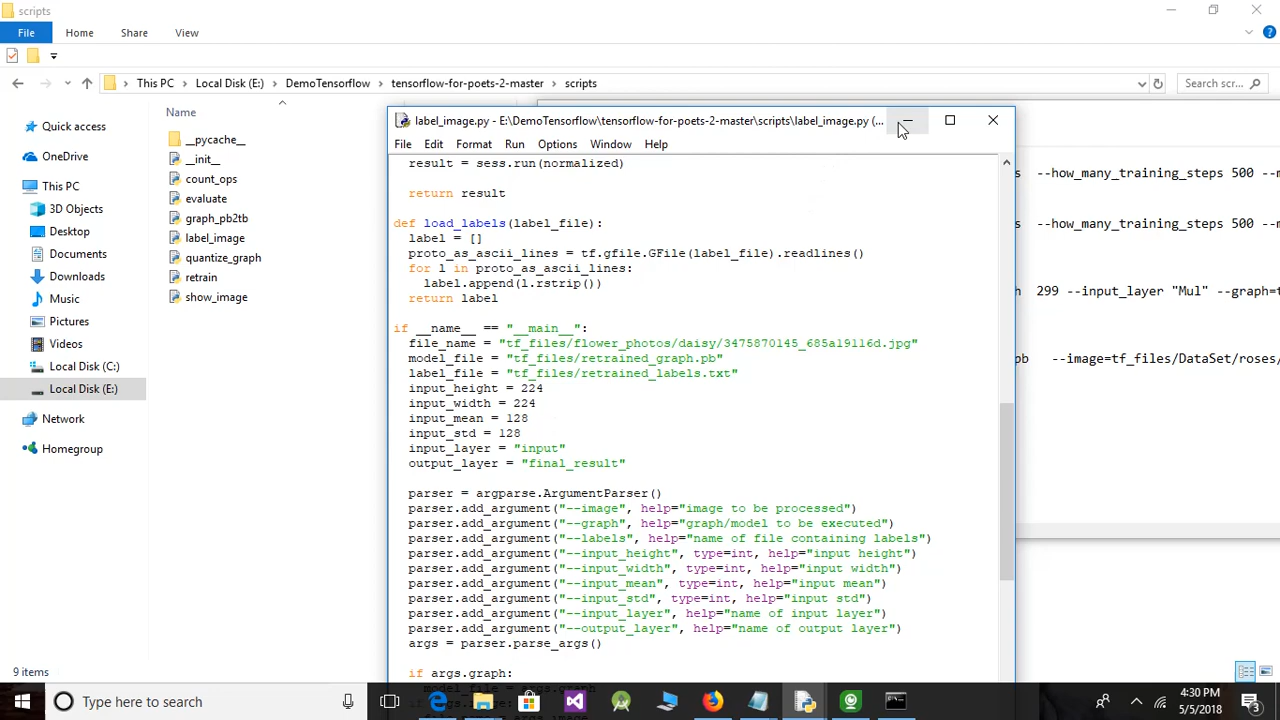 scripts
File
Home
Share
View
This PC
Local Disk (E:)
DemoTensorflow
tensorflow-for-poets-2-master
scripts
Search scr...
Name
Quick access
OneDrive
This PC
3D Objects
Desktop
Documents
Downloads
Music
Pictures
Videos
Local Disk (C:)
Local Disk (E:)
Network
Homegroup
__pycache__
__init__
count_ops
evaluate
graph_pb2tb
label_image
quantize_graph
retrain
show_image
9 items
label_image.py - E:\DemoTensorflow\tensorflow-for-poets-2-master\scripts\label_image.py (...
File Edit Format Run Options Window Help
result = sess.run(normalized)
return result
def load_labels(label_file):
label = []
proto_as_ascii_lines = tf.gfile.GFile(label_file).readlines()
for l in proto_as_ascii_lines:
label.append(l.rstrip())
return label
if __name__ == "__main__":
file_name = "tf_files/flower_photos/daisy/3475870145_685a19116d.jpg"
model_file = "tf_files/retrained_graph.pb"
label_file = "tf_files/retrained_labels.txt"
input_height = 224
input_width = 224
input_mean = 128
input_std = 128
input_layer = "input"
output_layer = "final_result"
parser = argparse.ArgumentParser()
parser.add_argument("--image", help="image to be processed")
parser.add_argument("--graph", help="graph/model to be executed")
parser.add_argument("--labels", help="name of file containing labels")
parser.add_argument("--input_height", type=int, help="input height")
parser.add_argument("--input_width", type=int, help="input width")
parser.add_argument("--input_mean", type=int, help="input mean")
parser.add_argument("--input_std", type=int, help="input std")
parser.add_argument("--input_layer", help="name of input layer")
parser.add_argument("--output_layer", help="name of output layer")
args = parser.parse_args()
if args.graph:
s --how_many_training_steps 500 --m
s --how_many_training_steps 500 --m
h 299 --input_layer "Mul" --graph=t
pb --image=tf_files/DataSet/roses/
Type here to search
4:30 PM
5/5/2018
3